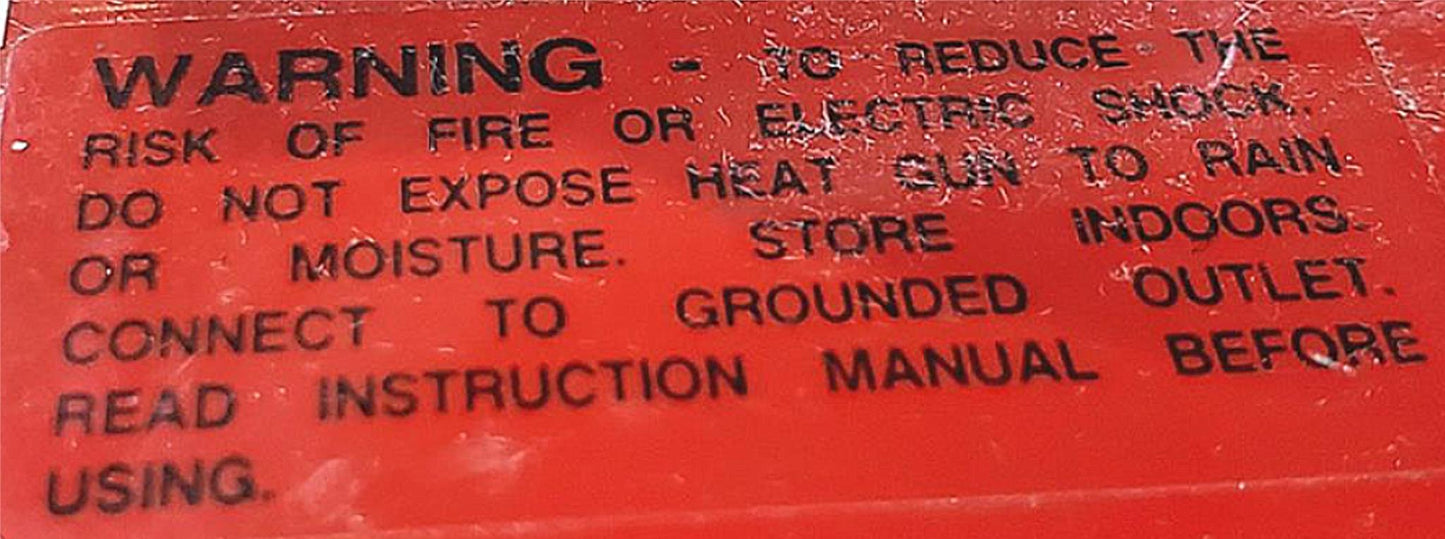 WARNING - TO REDUCE THE
RISK OF FIRE OR ELECTRIC SHOCK.
DO NOT EXPOSE HEAT GUN TO RAIN
OR MOISTURE. STORE INDOORS.
CONNECT TO GROUNDED OUTLET.
READ INSTRUCTION MANUAL BEFORE
USING.